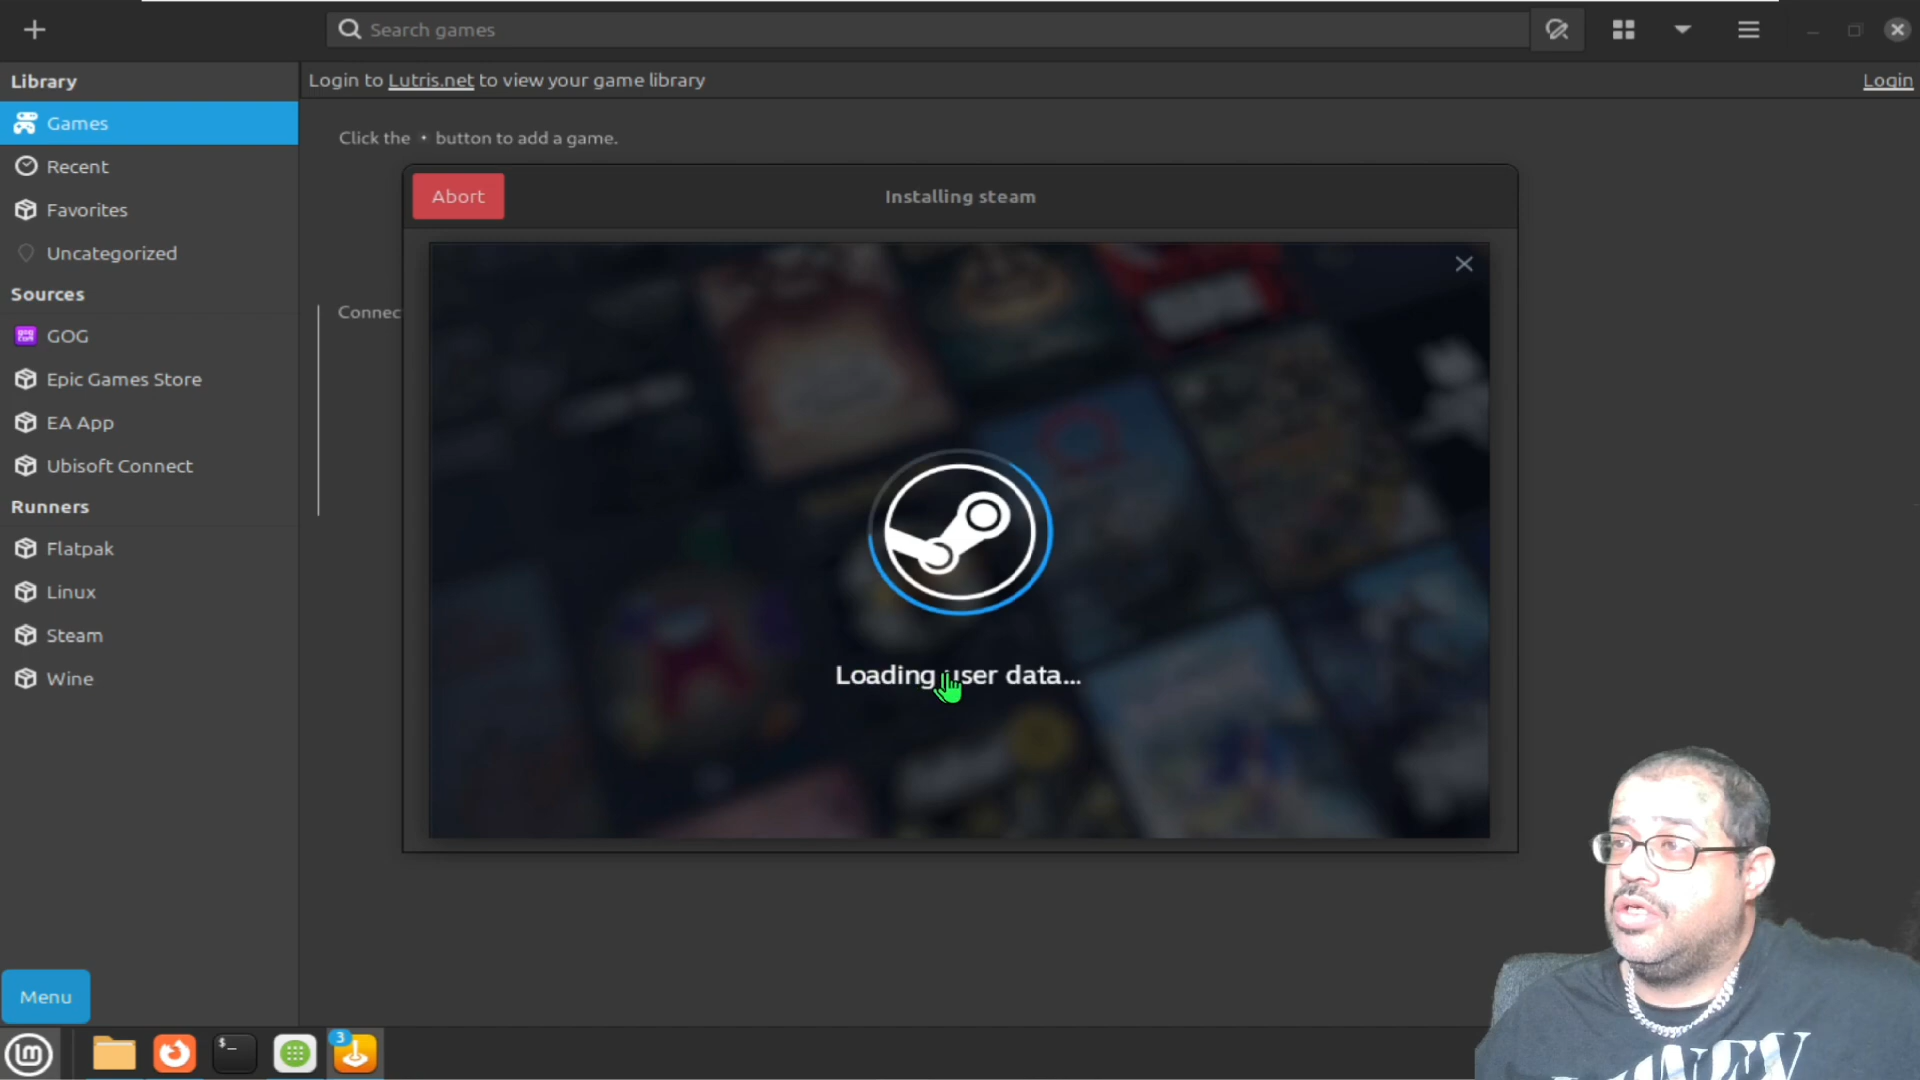 Search games
Library
Login to Lutris.net to view your game library
Login
Games
Click the • button to add a game.
Recent
Abort
Installing steam
Favorites
Uncategorized
Sources
Connec
GOG
Epic Games Store
EA App
Ubisoft Connect
Runners
Flatpak
Linux
Steam
Loading user data...
Wine
Menu
3
$_